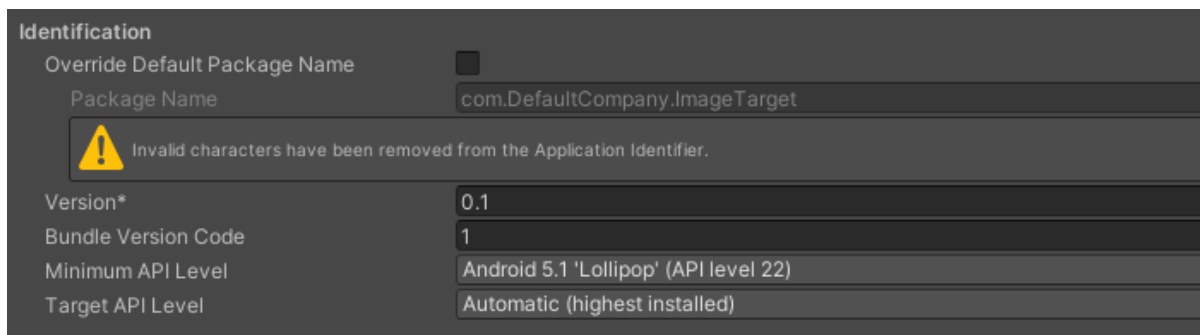 Identification
Override Default Package Name
Package Name com.DefaultCompany.ImageTarget
Invalid characters have been removed from the Application Identifier.
Version* 0.1
Bundle Version Code 1
Minimum API Level Android 5.1 'Lollipop' (API level 22)
Target API Level Automatic (highest installed)